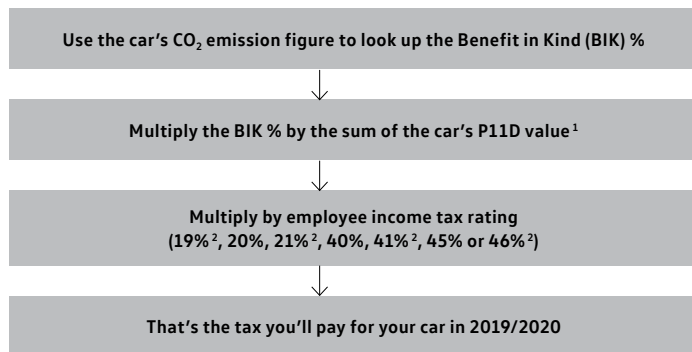 Use the car’s CO₂ emission figure to look up the Benefit in Kind (BIK) %
Multiply the BIK % by the sum of the car’s P11D value¹
Multiply by employee income tax rating
(19%², 20%, 21%², 40%, 41%², 45% or 46%²)
That’s the tax you’ll pay for your car in 2019/2020